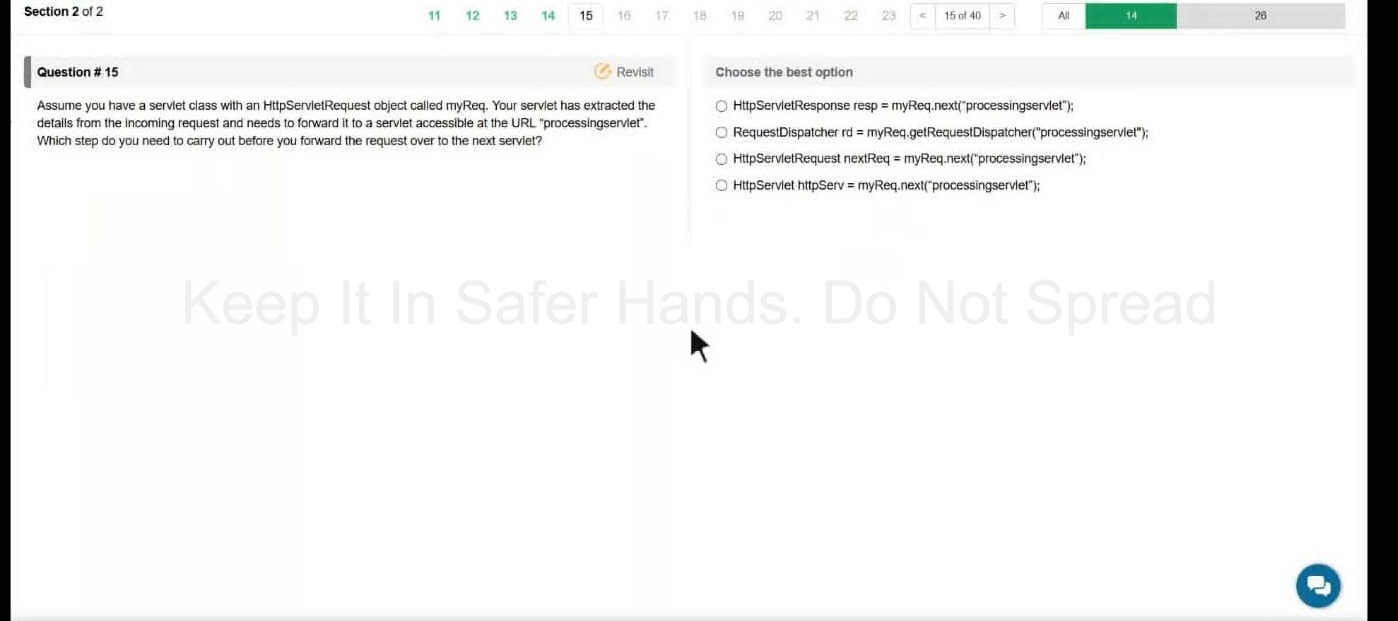 Section 2 of 2
11 12 13 14 15 16 17 18 19 20 21 22 23 < 15 of 40 > All 14 26
Question # 15
Revisit
Assume you have a servlet class with an HttpServletRequest object called myReq. Your servlet has extracted the
details from the incoming request and needs to forward it to a servlet accessible at the URL "processingservlet".
Which step do you need to carry out before you forward the request over to the next servlet?
Choose the best option
HttpServletResponse resp = myReq.next("processingservlet");
RequestDispatcher rd = myReq.getRequestDispatcher("processingservlet");
HttpServletRequest nextReq = myReq.next("processingservlet");
HttpServlet httpServ = myReq.next("processingservlet");
Keep It In Safer Hands. Do Not Spread